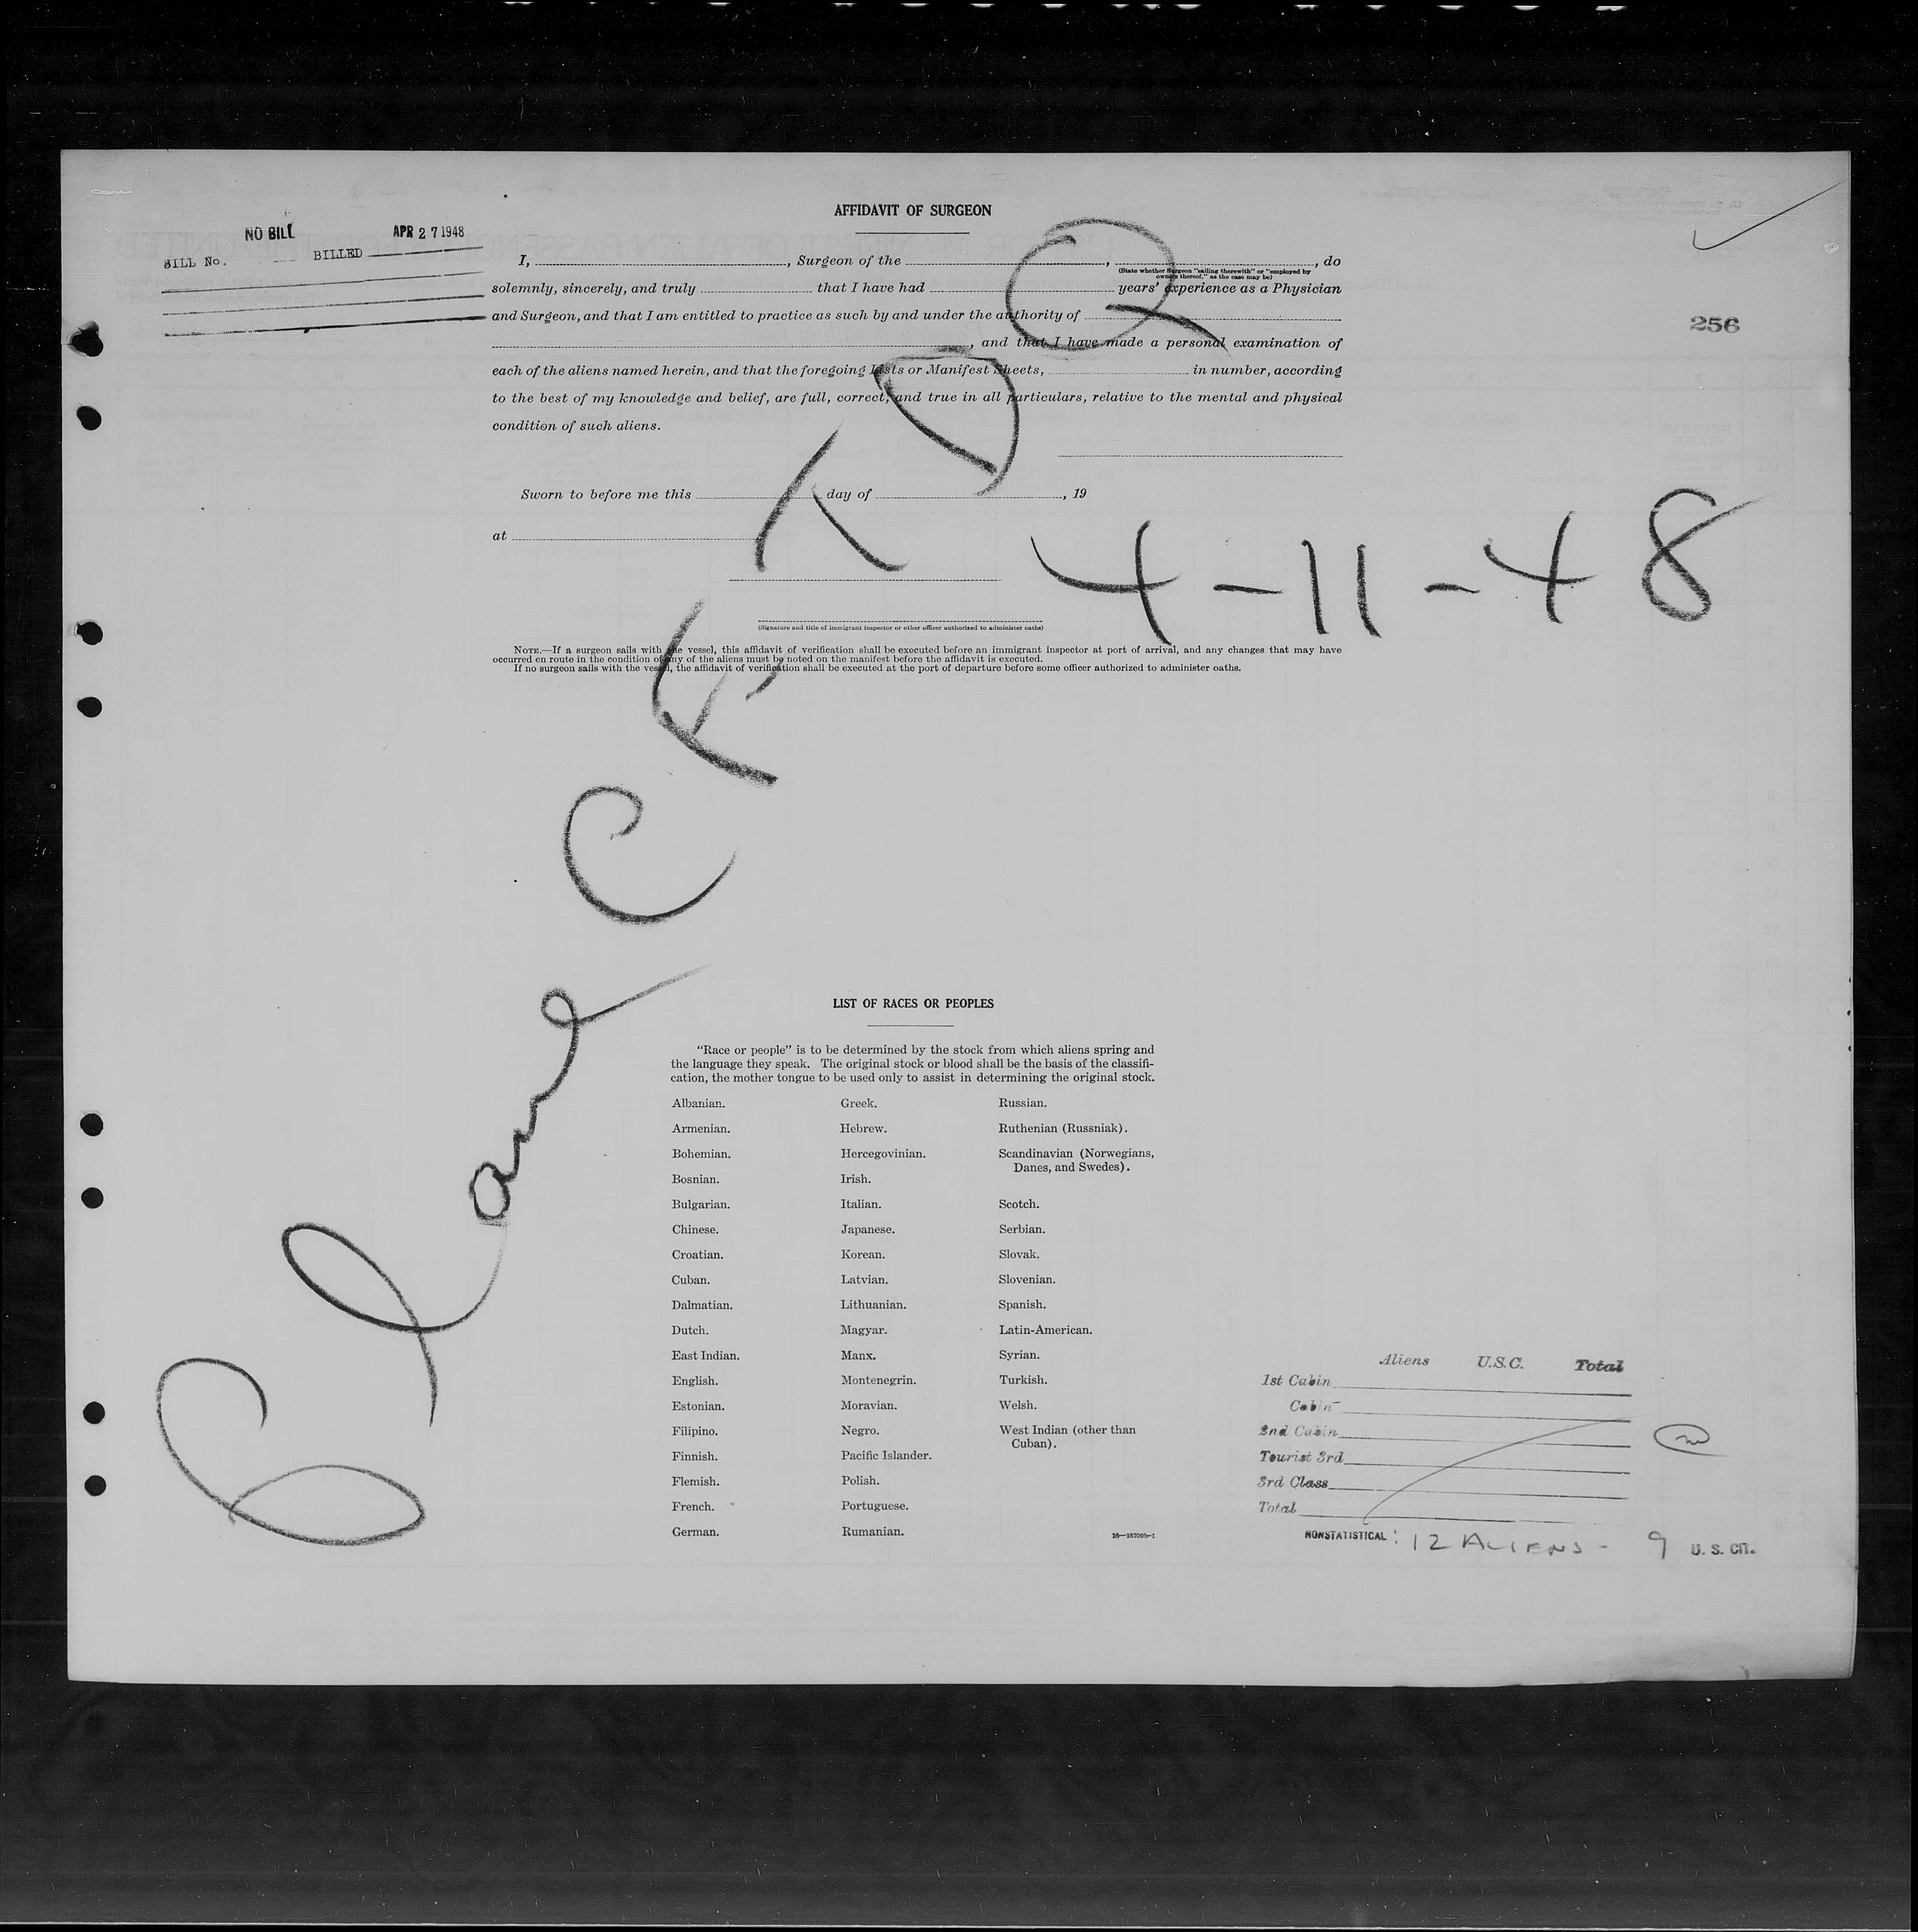 AFFIDAVIT OF SURGEON
NO BILL APR 27 1948
BILL No. BILLED
I, , Surgeon of the , , do
(State whether Surgeon "sailing therewith" or "employed by
owners thereof," as the case may be)
solemnly, sincerely, and truly that I have had years' experience as a Physician
and Surgeon, and that I am entitled to practice as such by and under the authority of
, and that I have made a personal examination of
256
each of the aliens named herein, and that the foregoing Lists or Manifest Sheets, in number, according
to the best of my knowledge and belief, are full, correct, and true in all particulars, relative to the mental and physical
condition of such aliens.
Sworn to before me this day of , 19
at
4-11-48
(Signature and title of immigrant inspector or other officer authorized to administer oaths)
NOTE.—If a surgeon sails with the vessel, this affidavit of verification shall be executed before an immigrant inspector at port of arrival, and any changes that may have
occurred en route in the condition of any of the aliens must be noted on the manifest before the affidavit is executed.
If no surgeon sails with the vessel, the affidavit of verification shall be executed at the port of departure before some officer authorized to administer oaths.
LIST OF RACES OR PEOPLES
"Race or people" is to be determined by the stock from which aliens spring and
the language they speak. The original stock or blood shall be the basis of the classifi-
cation, the mother tongue to be used only to assist in determining the original stock.
Albanian.
Armenian.
Bohemian.
Bosnian.
Bulgarian.
Chinese.
Croatian.
Cuban.
Dalmatian.
Dutch.
East Indian.
English.
Estonian.
Filipino.
Finnish.
Flemish.
French.
German.
Greek.
Hebrew.
Hercegovinian.
Irish.
Italian.
Japanese.
Korean.
Latvian.
Lithuanian.
Magyar.
Manx.
Montenegrin.
Moravian.
Negro.
Pacific Islander.
Polish.
Portuguese.
Rumanian.
Russian.
Ruthenian (Russniak).
Scandinavian (Norwegians,
Danes, and Swedes).
Scotch.
Serbian.
Slovak.
Slovenian.
Spanish.
Latin-American.
Syrian.
Turkish.
Welsh.
West Indian (other than
Cuban).
Aliens U.S.C. Total
1st Cabin
Cabin
2nd Cabin
Tourist 3rd
3rd Class
Total
NONSTATISTICAL: 12 ALIENS - 9 U. S. CIT.